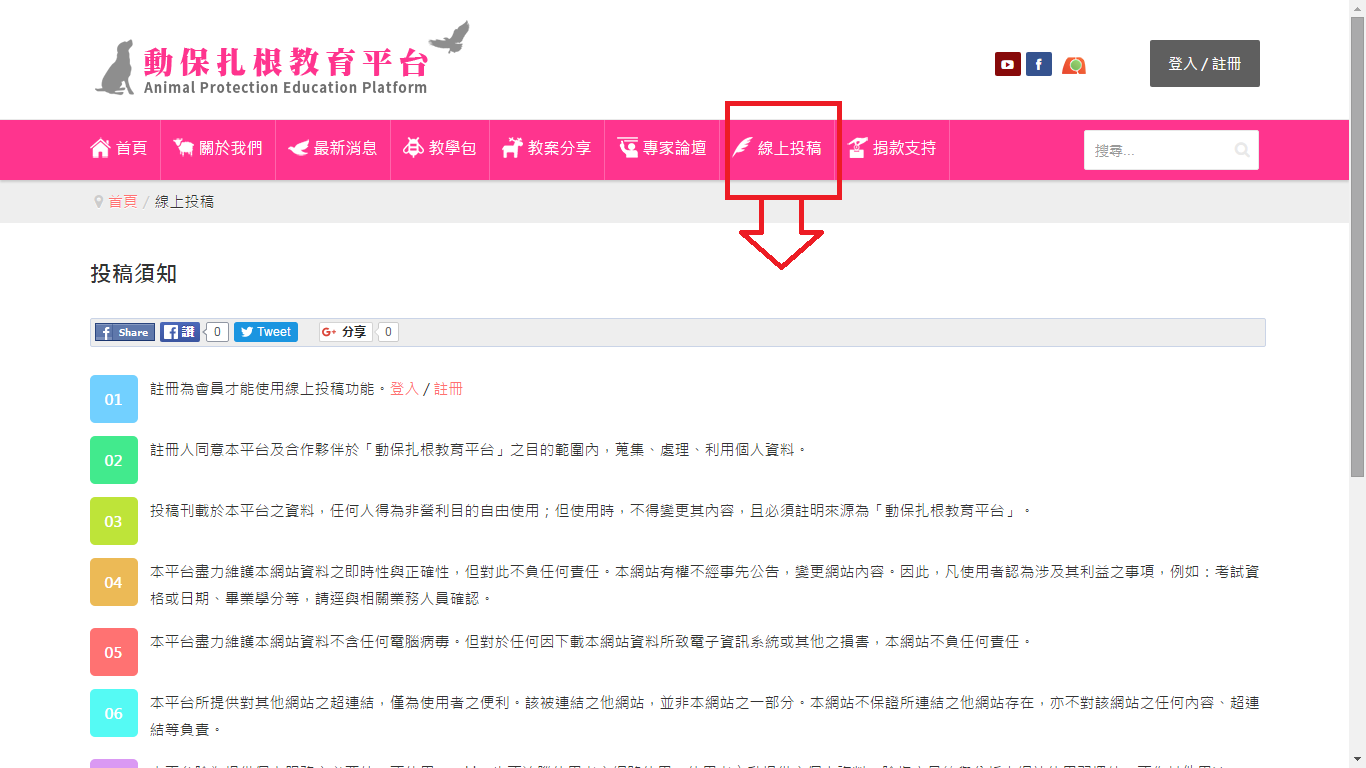 動保扎根教育平台
Animal Protection Education Platform
登入 / 註冊
首頁 關於我們 最新消息 教學包 教案分享 專家論壇 線上投稿 捐款支持 搜尋...
首頁 / 線上投稿
投稿須知
Share 讚 0 Tweet G+ 分享 0
01 註冊為會員才能使用線上投稿功能。登入 / 註冊
02 註冊人同意本平台及合作夥伴於「動保扎根教育平台」之目的範圍內，蒐集、處理、利用個人資料。
03 投稿刊載於本平台之資料，任何人得為非營利目的自由使用；但使用時，不得變更其內容，且必須註明來源為「動保扎根教育平台」。
04 本平台盡力維護本網站資料之即時性與正確性，但對此不負任何責任。本網站有權不經事先公告，變更網站內容。因此，凡使用者認為涉及其利益之事項，例如：考試資
格或日期、畢業學分等，請逕與相關業務人員確認。
05 本平台盡力維護本網站資料不含任何電腦病毒。但對於任何因下載本網站資料所致電子資訊系統或其他之損害，本網站不負任何責任。
06 本平台所提供對其他網站之超連結，僅為使用者之便利。該被連結之他網站，並非本網站之一部分。本網站不保證所連結之他網站存在，亦不對該網站之任何內容、超連
結等負責。